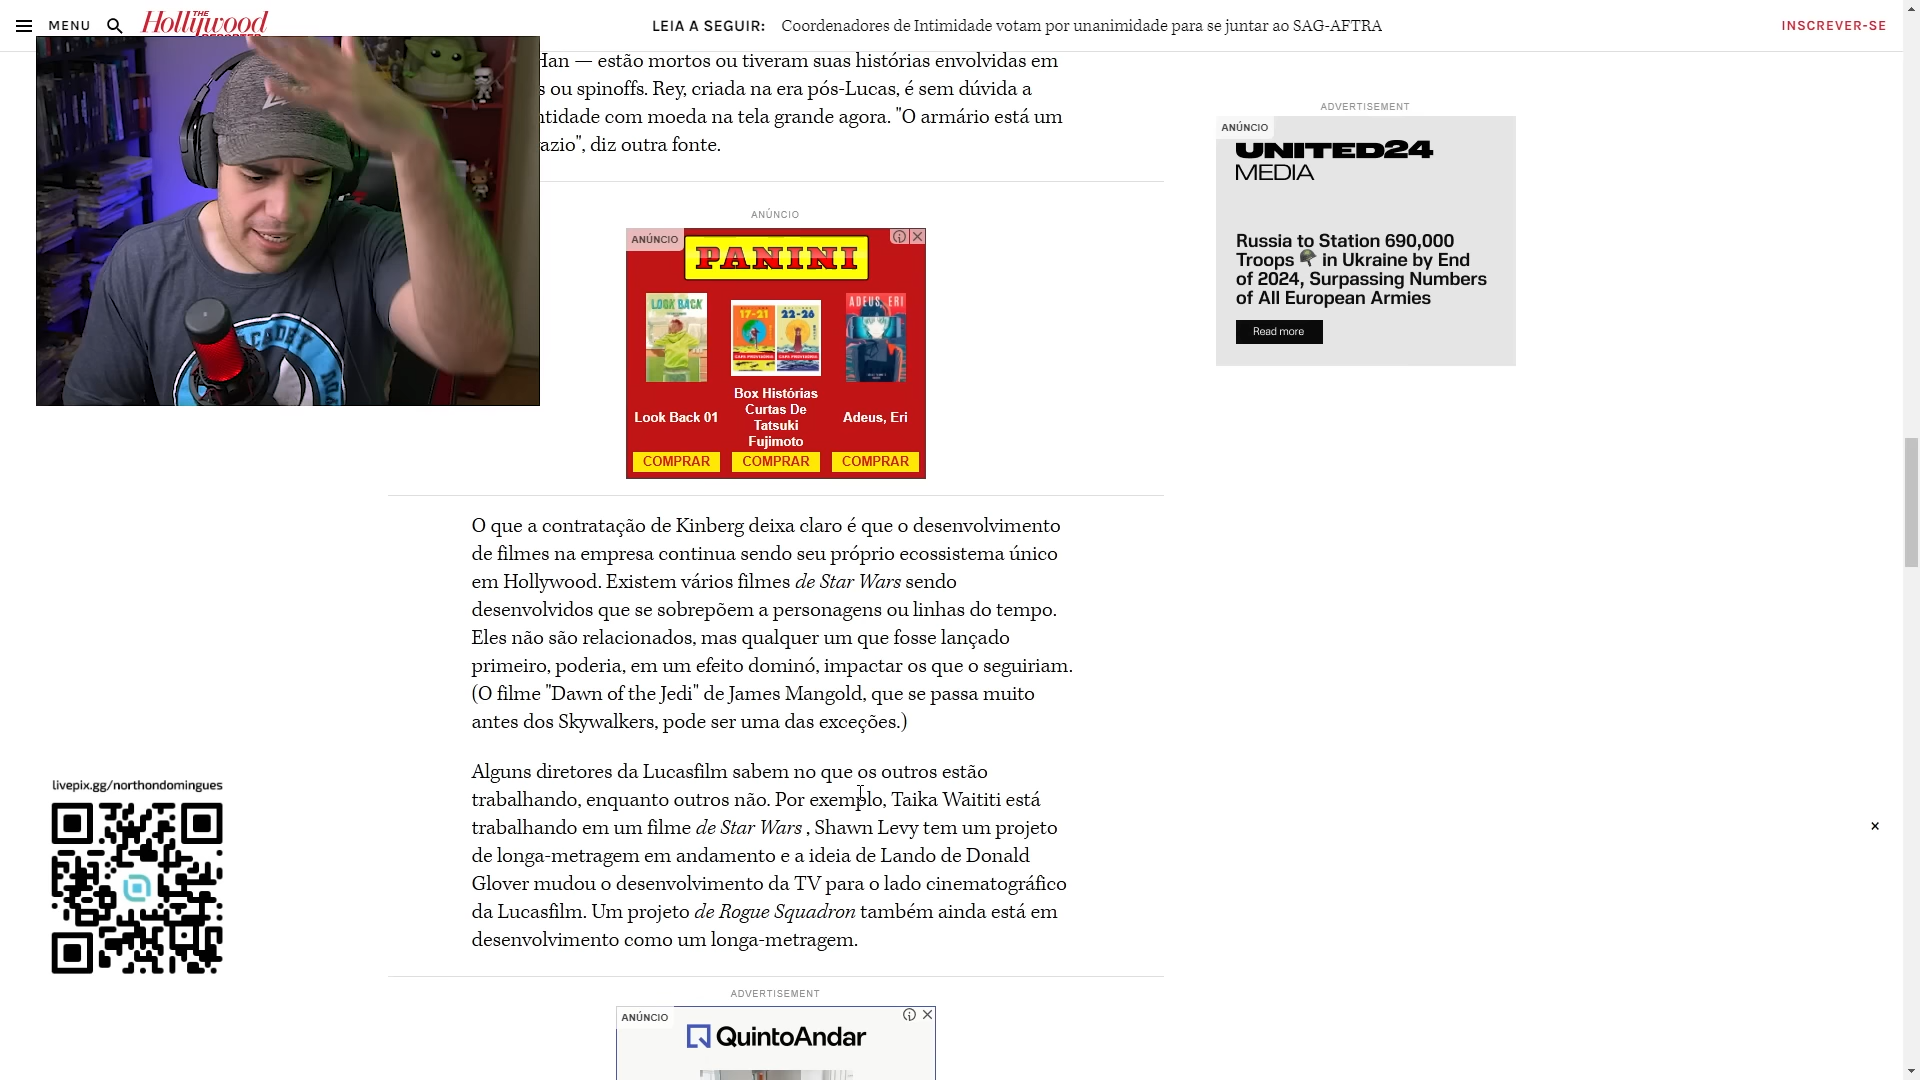 MENU
THE
Hollywood
REPORTER
LEIA A SEGUIR:
Coordenadores de Intimidade votam por unanimidade para se juntar ao SAG-AFTRA
INSCREVER-SE
Han — estão mortos ou tiveram suas histórias envolvidas em
s ou spinoffs. Rey, criada na era pós-Lucas, é sem dúvida a
ntidade com moeda na tela grande agora. "O armário está um
azio", diz outra fonte.
ANÚNCIO
ANÚNCIO
PANINI
LOOK BACK
17-21
22-26
ADEUS, ERI
Look Back 01
Box Histórias
Curtas De
Tatsuki
Fujimoto
Adeus, Eri
COMPRAR
COMPRAR
COMPRAR
ADVERTISEMENT
ANÚNCIO
UNITED24
MEDIA
Russia to Station 690,000
Troops 🪖 in Ukraine by End
of 2024, Surpassing Numbers
of All European Armies
Read more
O que a contratação de Kinberg deixa claro é que o desenvolvimento
de filmes na empresa continua sendo seu próprio ecossistema único
em Hollywood. Existem vários filmes de Star Wars sendo
desenvolvidos que se sobrepõem a personagens ou linhas do tempo.
Eles não são relacionados, mas qualquer um que fosse lançado
primeiro, poderia, em um efeito dominó, impactar os que o seguiriam.
(O filme "Dawn of the Jedi" de James Mangold, que se passa muito
antes dos Skywalkers, pode ser uma das exceções.)
Alguns diretores da Lucasfilm sabem no que os outros estão
trabalhando, enquanto outros não. Por exemplo, Taika Waititi está
trabalhando em um filme de Star Wars , Shawn Levy tem um projeto
de longa-metragem em andamento e a ideia de Lando de Donald
Glover mudou o desenvolvimento da TV para o lado cinematográfico
da Lucasfilm. Um projeto de Rogue Squadron também ainda está em
desenvolvimento como um longa-metragem.
livepix.gg/northondomingues
ADVERTISEMENT
ANÚNCIO
QuintoAndar